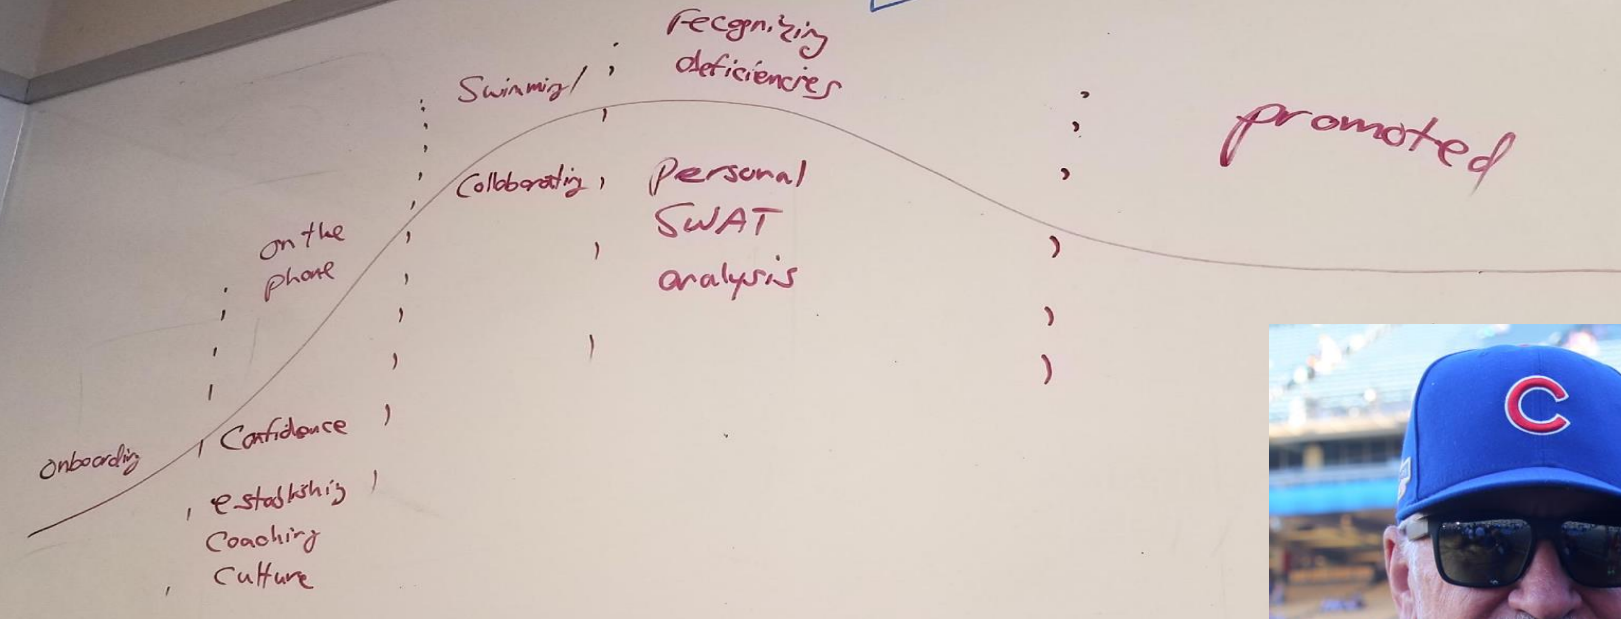 onboarding
on the
phone
Confidence
establishing
Coaching
Culture
Swimming/
Collaborating
recognizing
deficiencies
Personal
SWAT
analysis
promoted
C